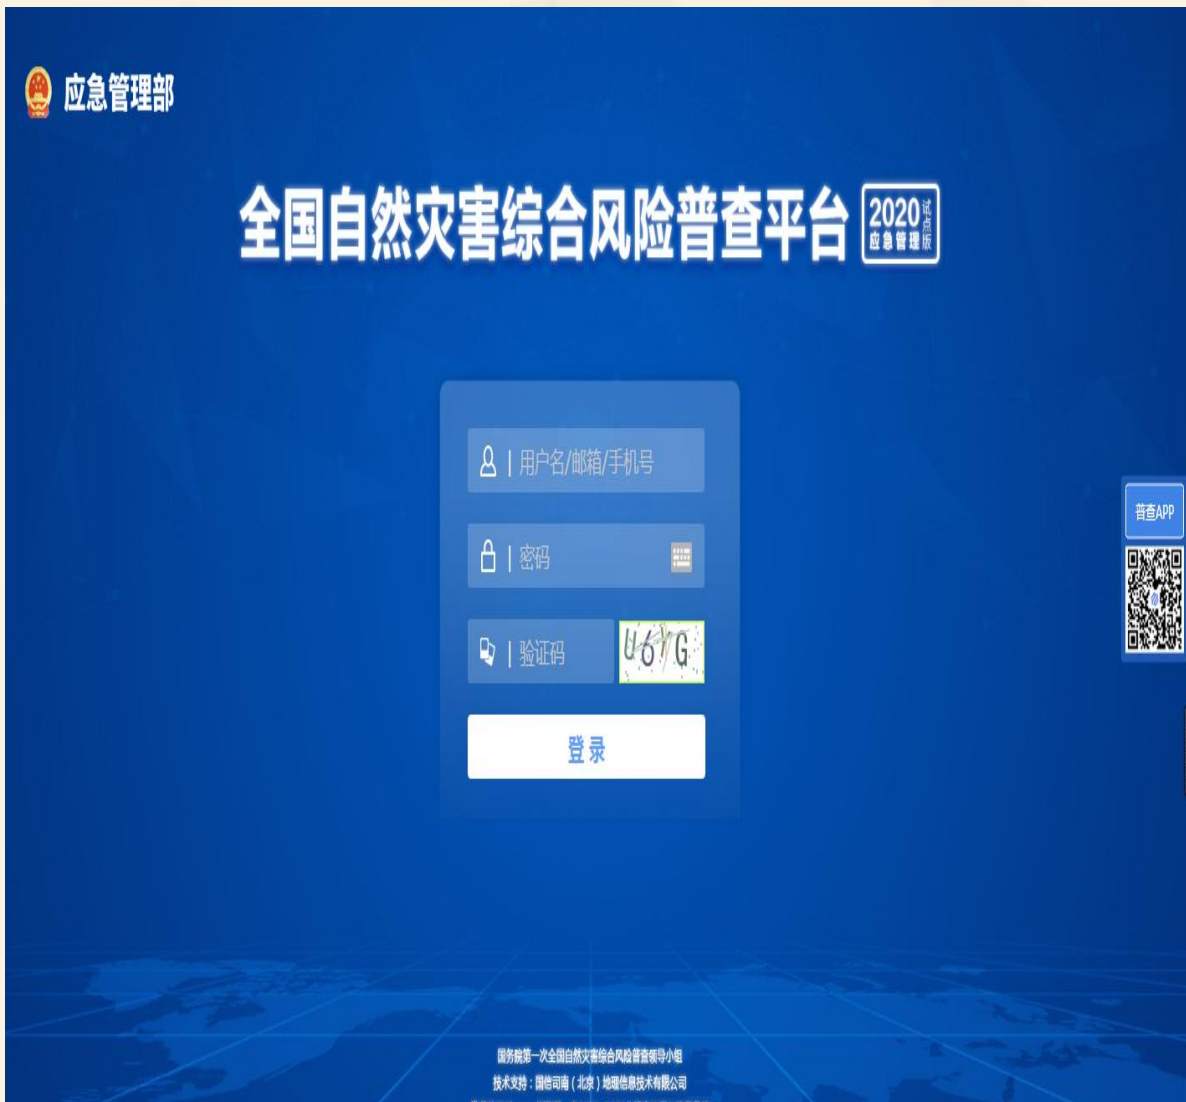 应急管理部
全国自然灾害综合风险普查平台
2020
应急管理
试点版
用户名/邮箱/手机号
密码
验证码
U6YG
登录
普查APP
国务院第一次全国自然灾害综合风险普查领导小组
技术支持：国信司南（北京）地理信息技术有限公司